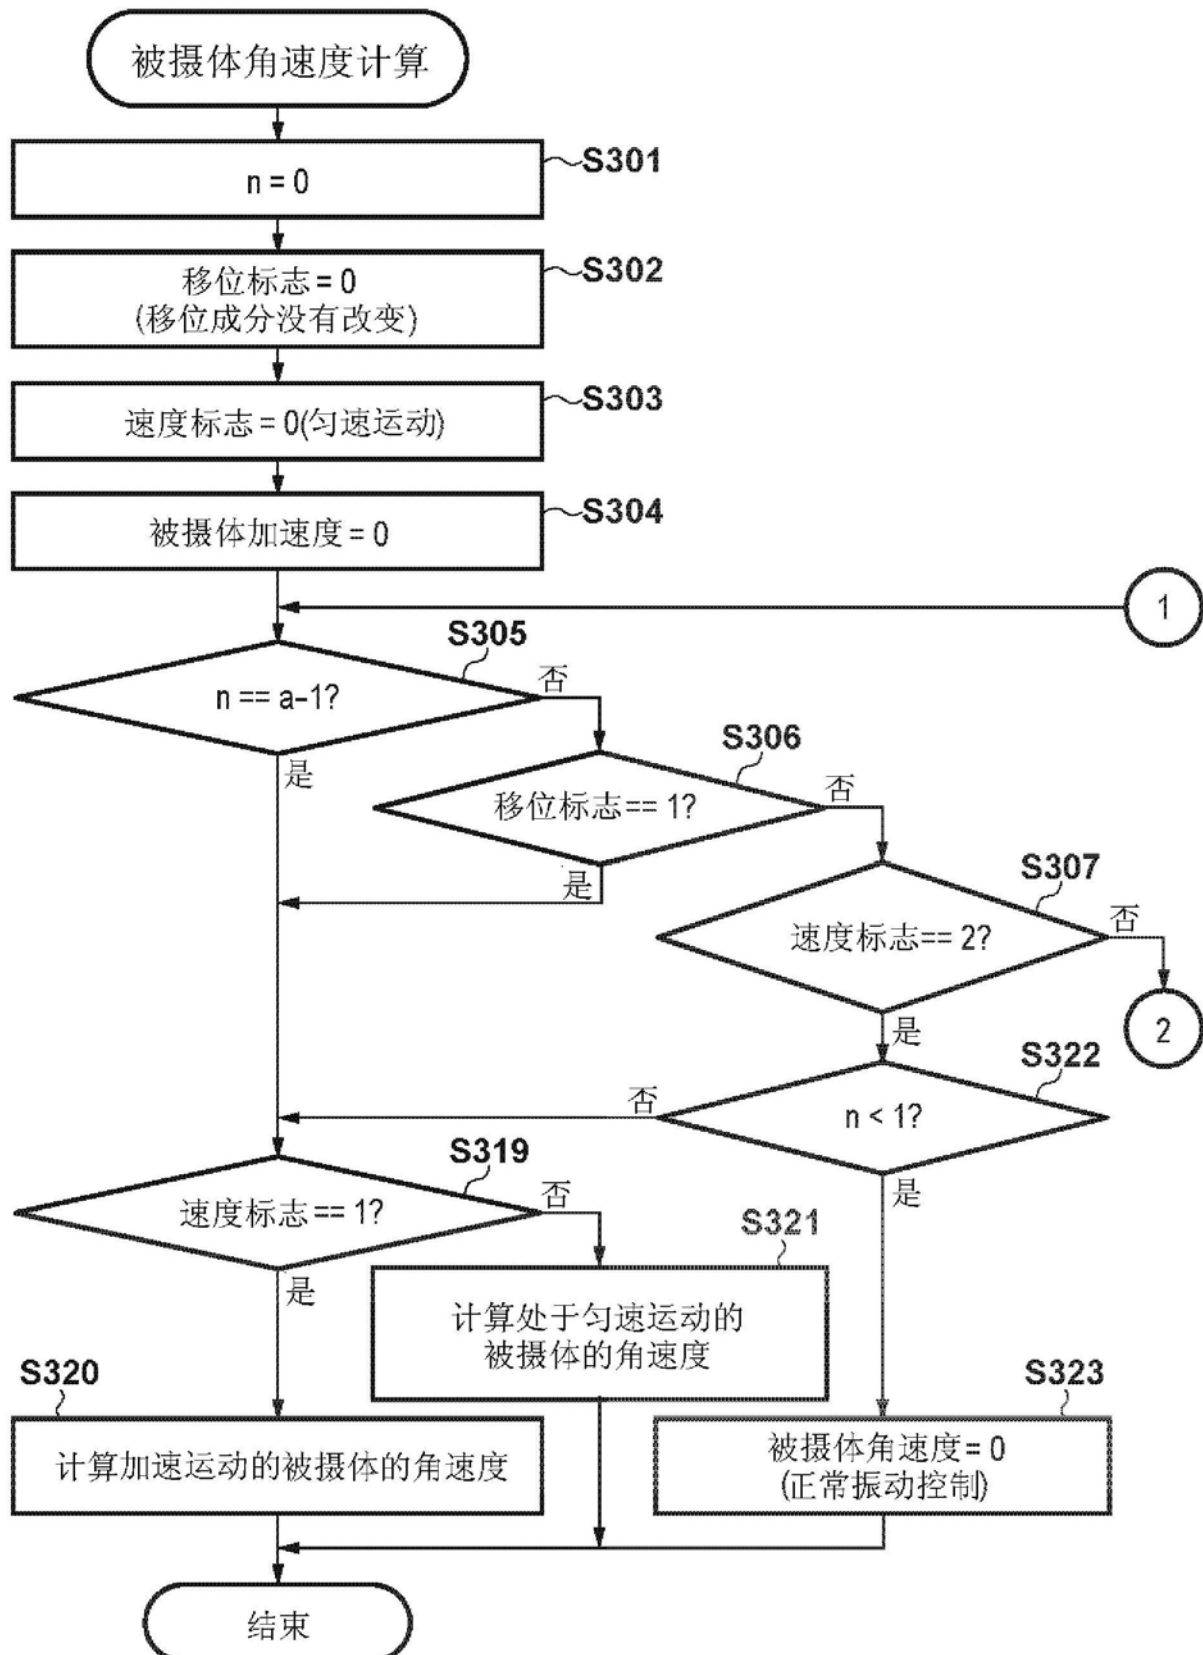 被摄体角速度计算
n = 0
S301
移位标志 = 0
(移位成分没有改变)
S302
速度标志 = 0(匀速运动)
S303
被摄体加速度 = 0
S304
1
S305
n == a-1?
否
是
S306
移位标志 == 1?
否
是
S307
速度标志 == 2?
否
是
2
S322
n < 1?
否
是
S319
速度标志 == 1?
否
是
S321
计算处于匀速运动的
被摄体的角速度
S320
计算加速运动的被摄体的角速度
S323
被摄体角速度 = 0
(正常振动控制)
结束